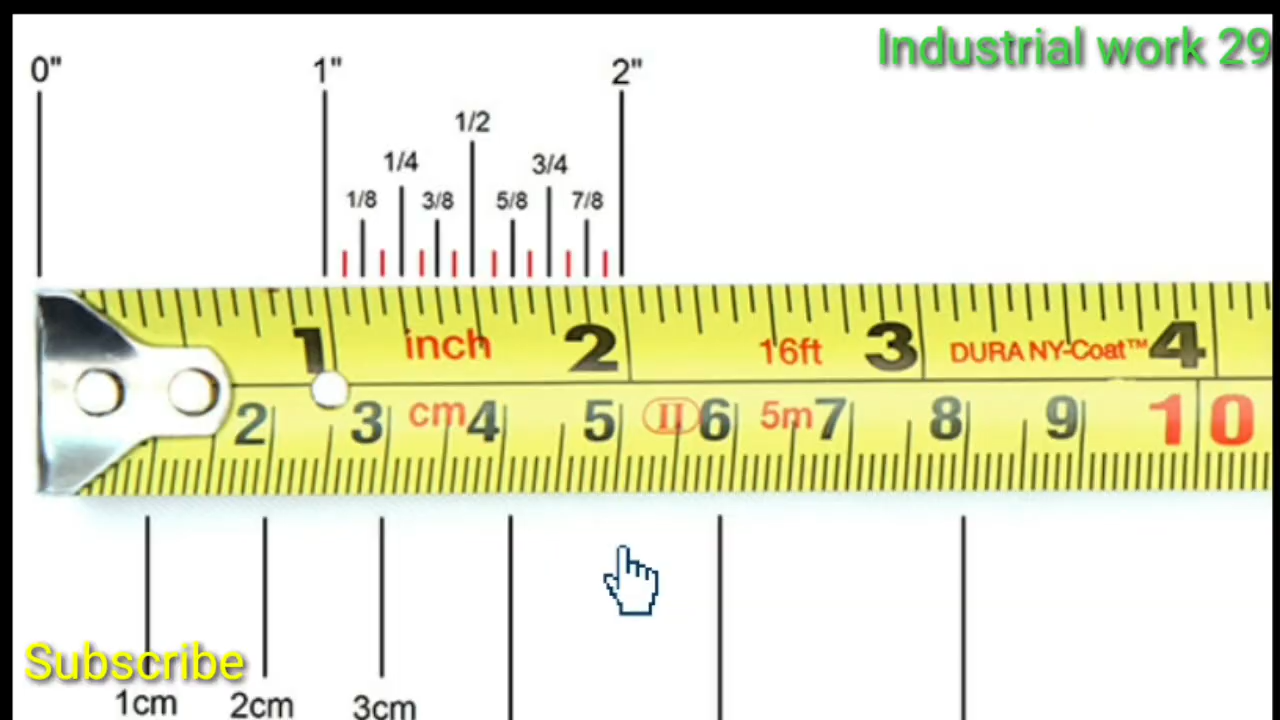 Industrial work 29
0" 1" 2"
1/2
1/4 3/4
1/8 3/8 5/8 7/8
1 inch 2 16ft 3 DURA NY-Coat™ 4
2 3 cm 4 5 II 6 5m 7 8 9 10
Subscribe
1cm 2cm 3cm